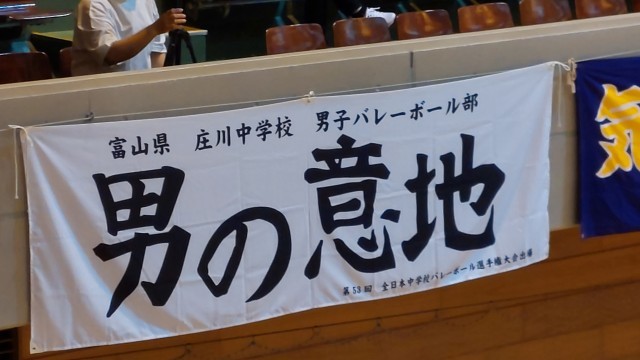 富山県 庄川中学校 男子バレーボール部
男の意地
第53回 全日本中学校バレーボール選手権大会出場
気